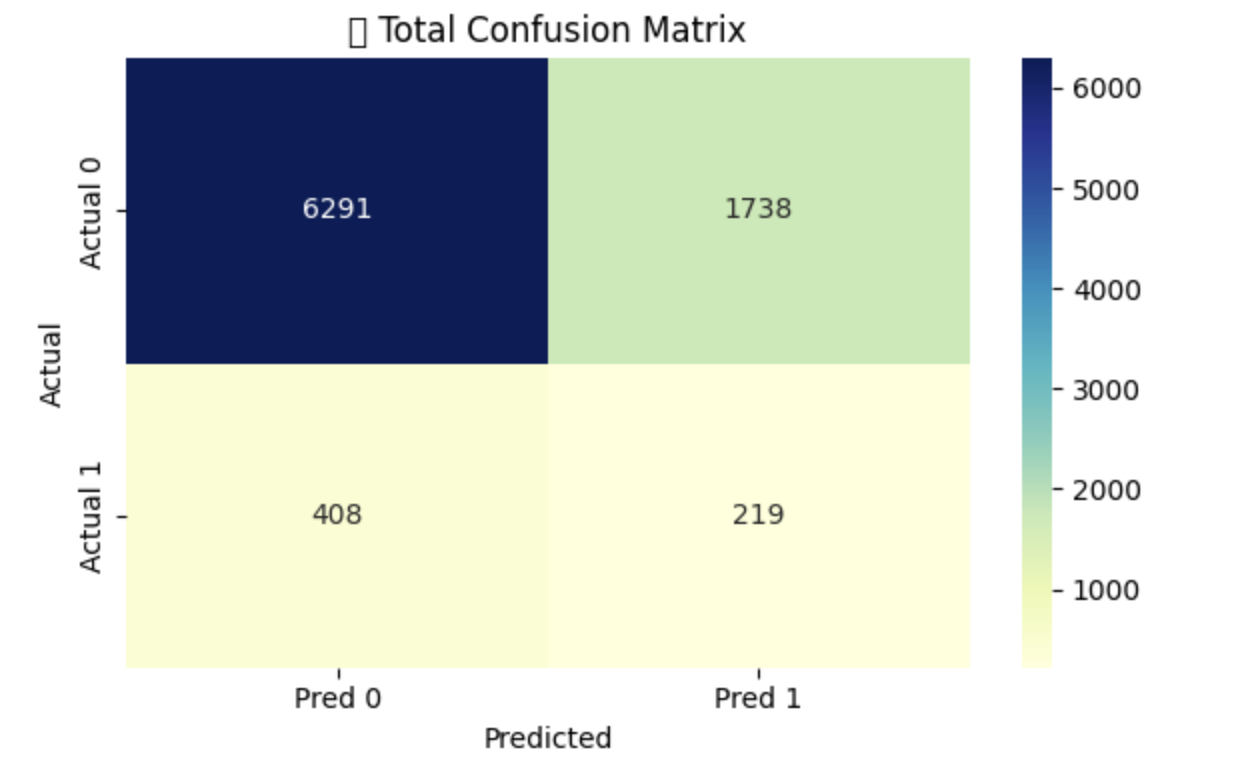 ▯ Total Confusion Matrix
Actual 0
6291
1738
Actual
Actual 1
408
219
Pred 0
Pred 1
Predicted
6000
5000
4000
3000
2000
1000